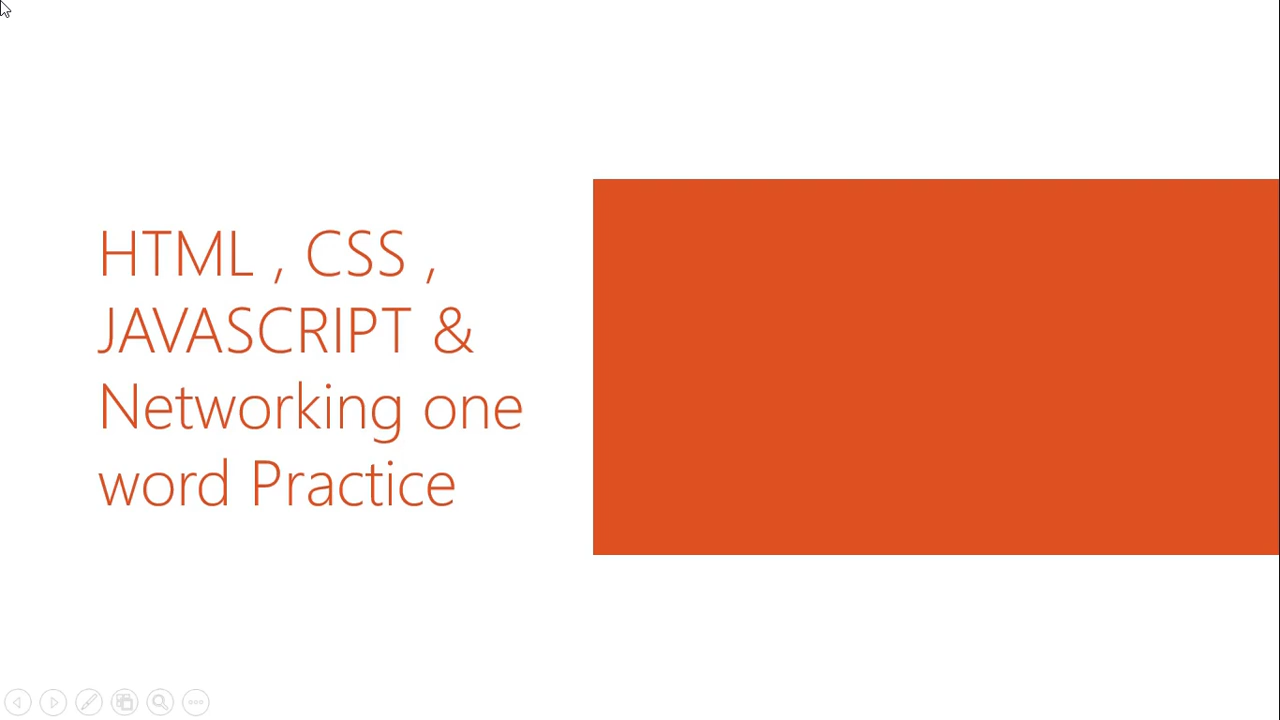 HTML , CSS ,
JAVASCRIPT &
Networking one
word Practice